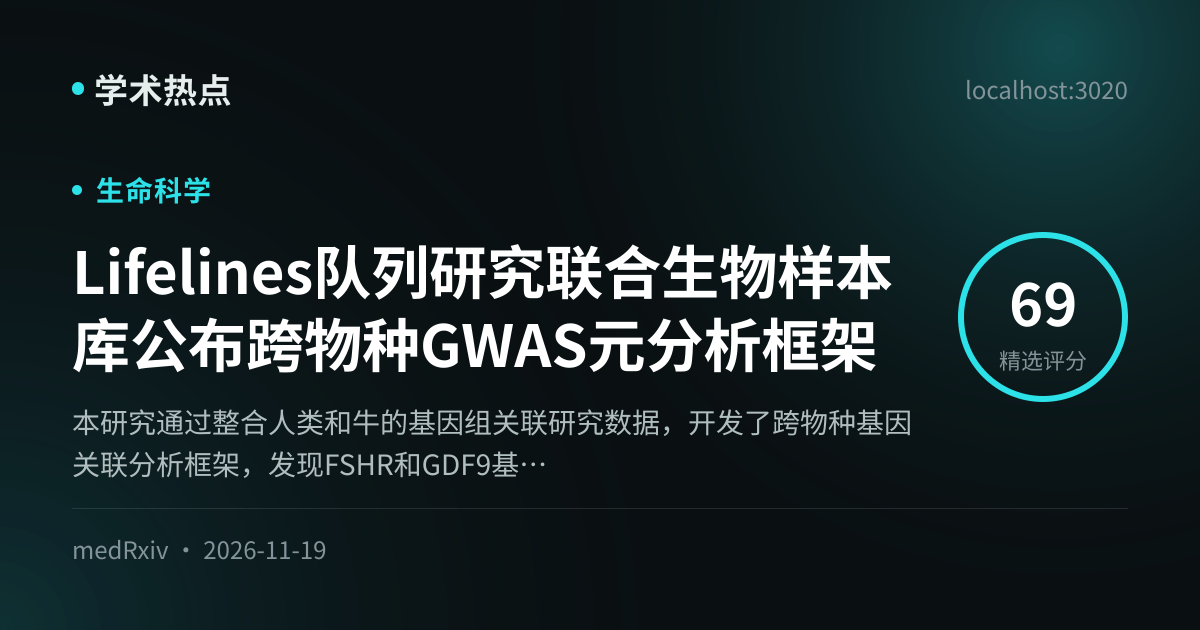 学术热点
localhost:3020
生命科学
Lifelines队列研究联合生物样本
库公布跨物种GWAS元分析框架
69
精选评分
本研究通过整合人类和牛的基因组关联研究数据，开发了跨物种基因
关联分析框架，发现FSHR和GDF9基…
medRxiv · 2026-11-19